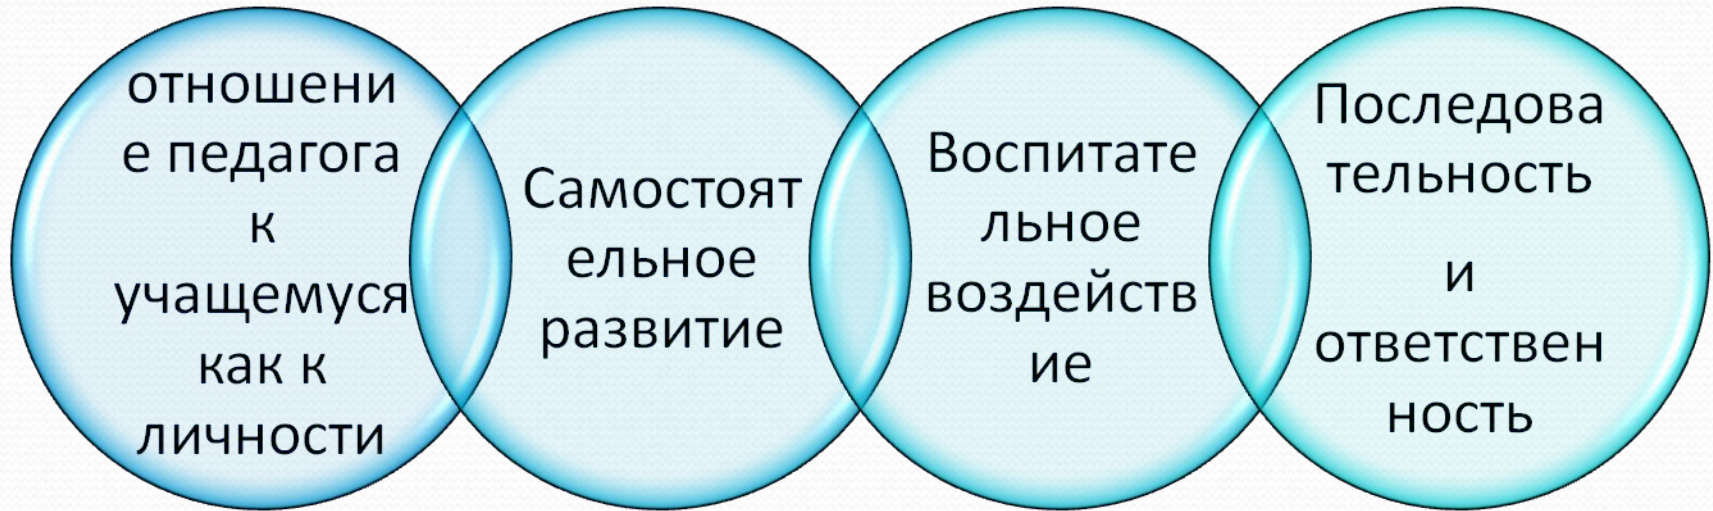 отношени
е педагога
к
учащемуся
как к
личности
Самостоят
ельное
развитие
Воспитате
льное
воздейств
ие
Последова
тельность
и
ответствен
ность